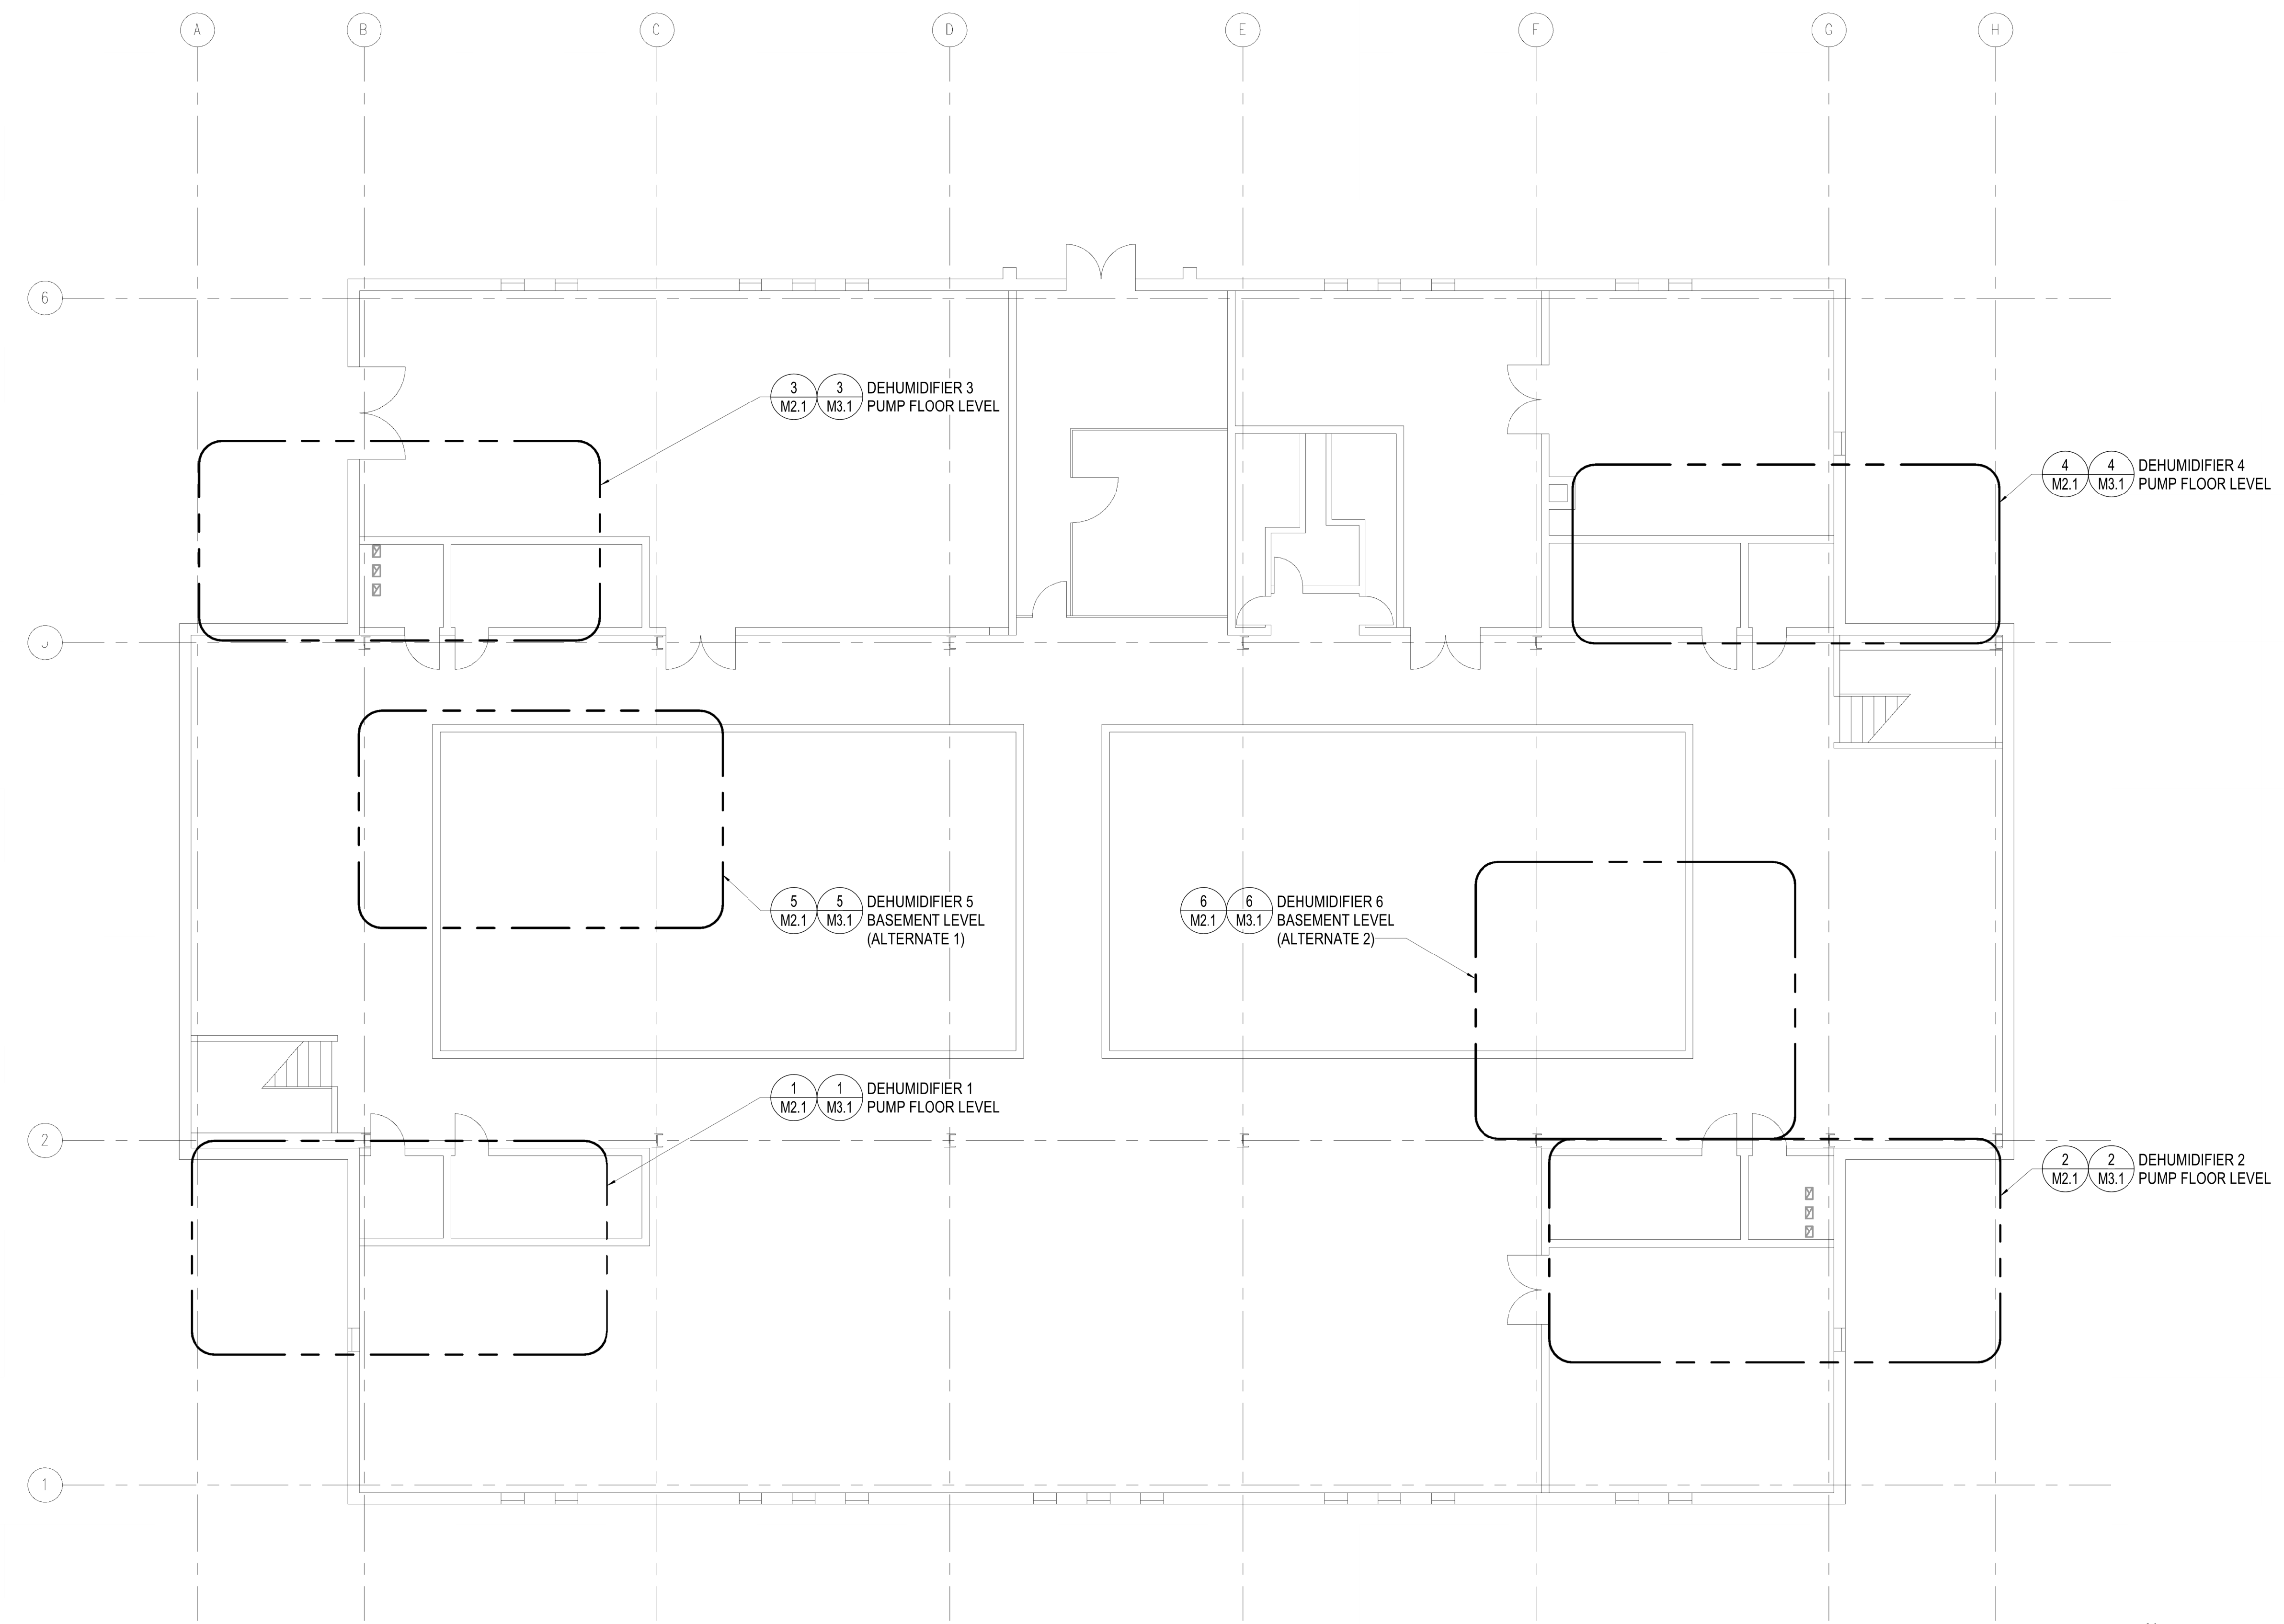 A
B
C
D
E
F
G
H
6
3 3 DEHUMIDIFIER 3
M2.1 M3.1 PUMP FLOOR LEVEL
4 4 DEHUMIDIFIER 4
M2.1 M3.1 PUMP FLOOR LEVEL
J
5 5 DEHUMIDIFIER 5
M2.1 M3.1 BASEMENT LEVEL
(ALTERNATE 1)
6 6 DEHUMIDIFIER 6
M2.1 M3.1 BASEMENT LEVEL
(ALTERNATE 2)
1 1 DEHUMIDIFIER 1
M2.1 M3.1 PUMP FLOOR LEVEL
2
2 2 DEHUMIDIFIER 2
M2.1 M3.1 PUMP FLOOR LEVEL
1